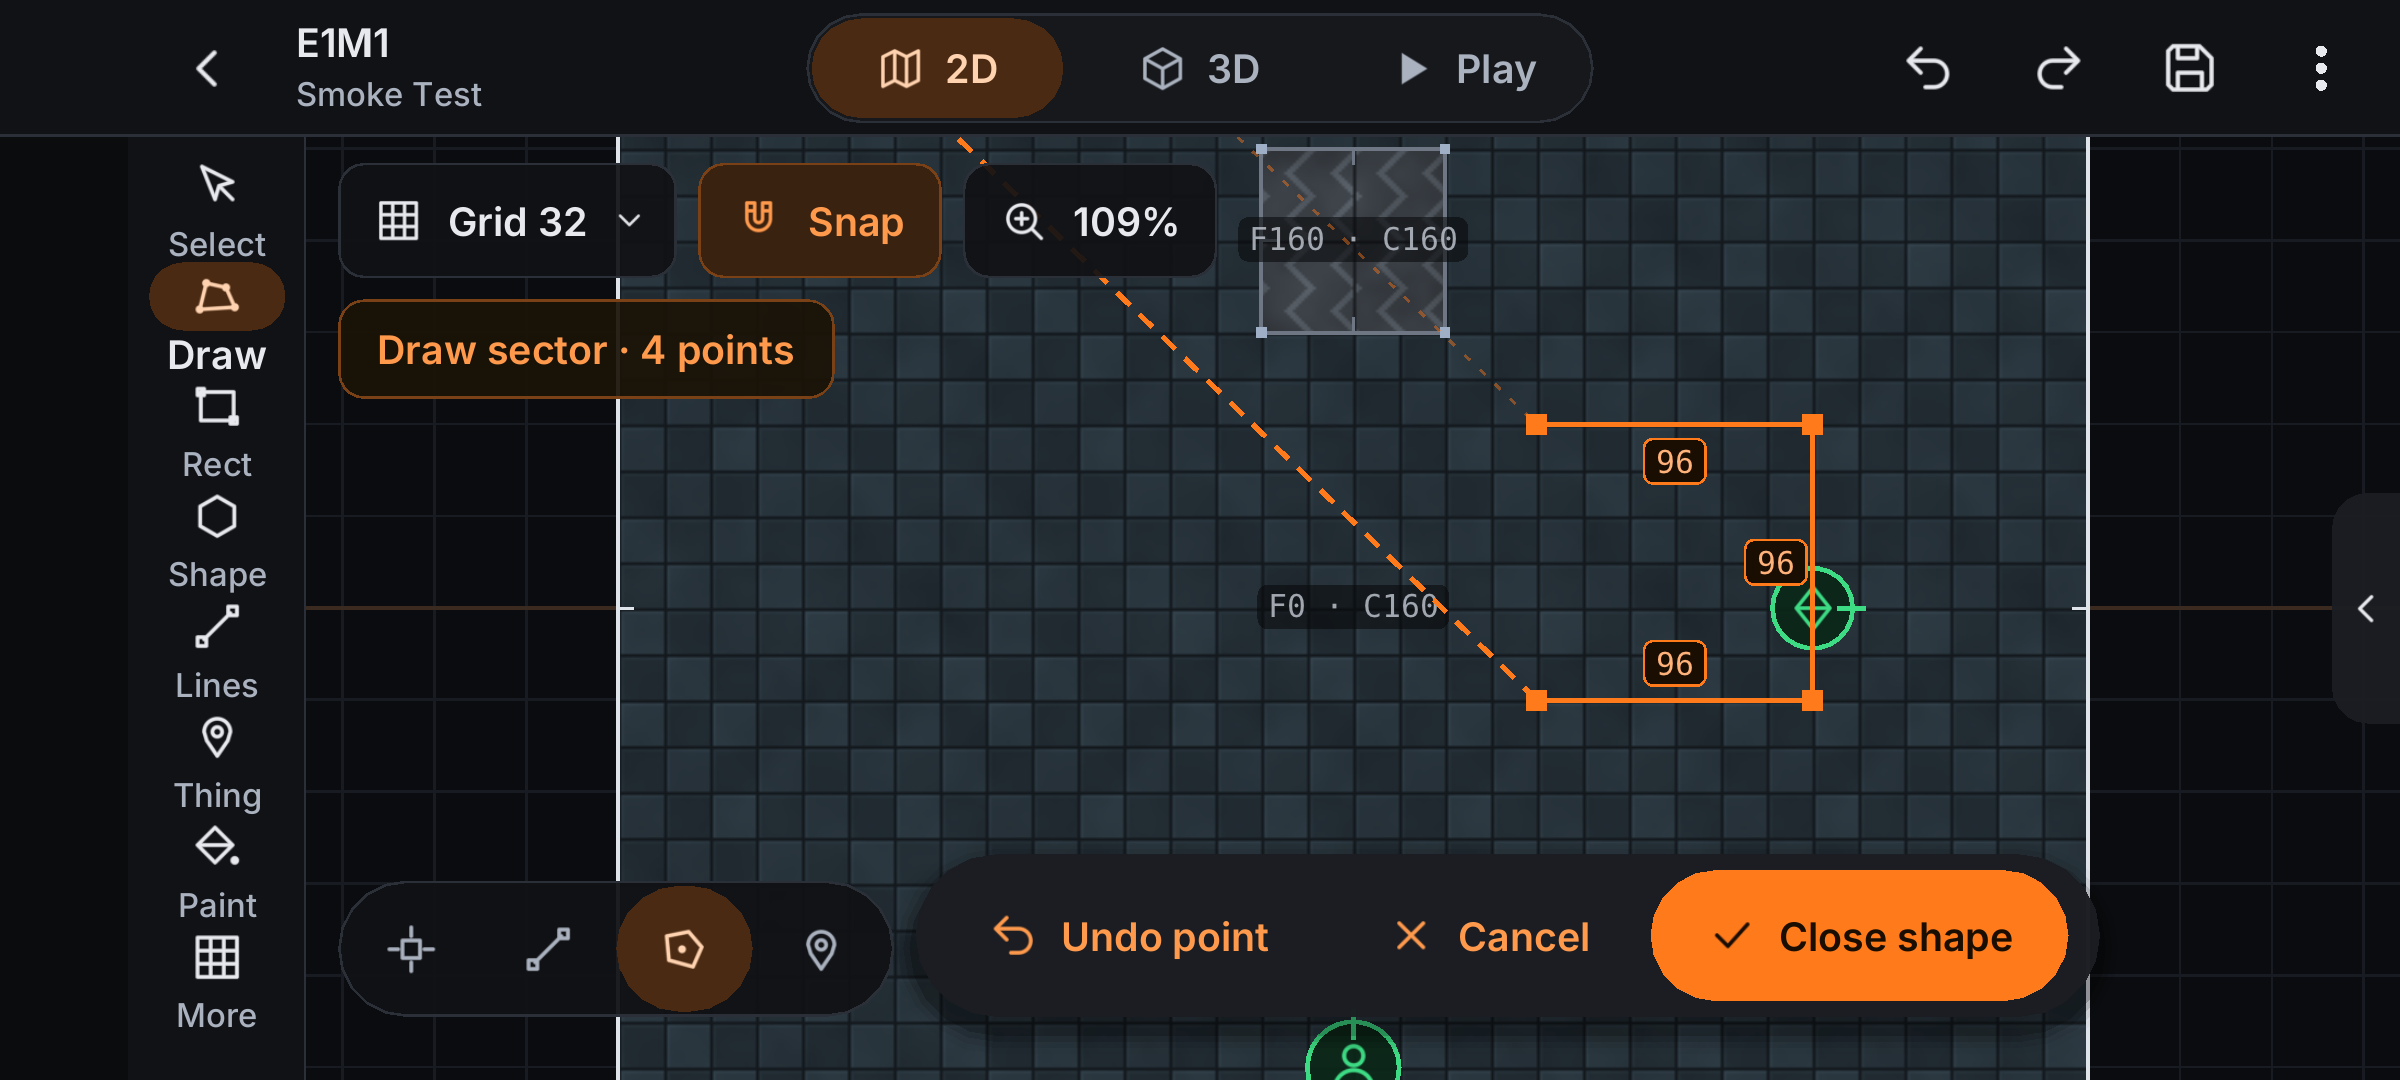 E1M1
Smoke Test
2D
3D
Play
Select
Draw
Rect
Shape
Lines
Thing
Paint
More
Grid 32
Snap
109%
Draw sector · 4 points
F160 · C160
96
96
F0 · C160
96
Undo point
Cancel
Close shape